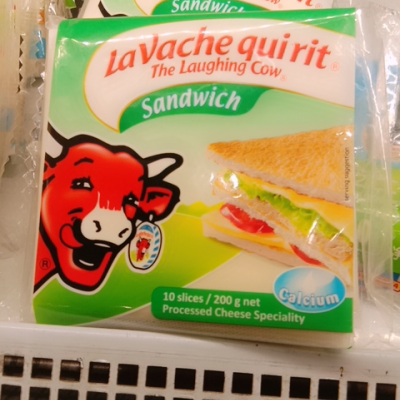 Sandwich
La Vache qui rit®
The Laughing Cow®
Sandwich
®
Calcium
10 slices / 200 g net
Processed Cheese Speciality